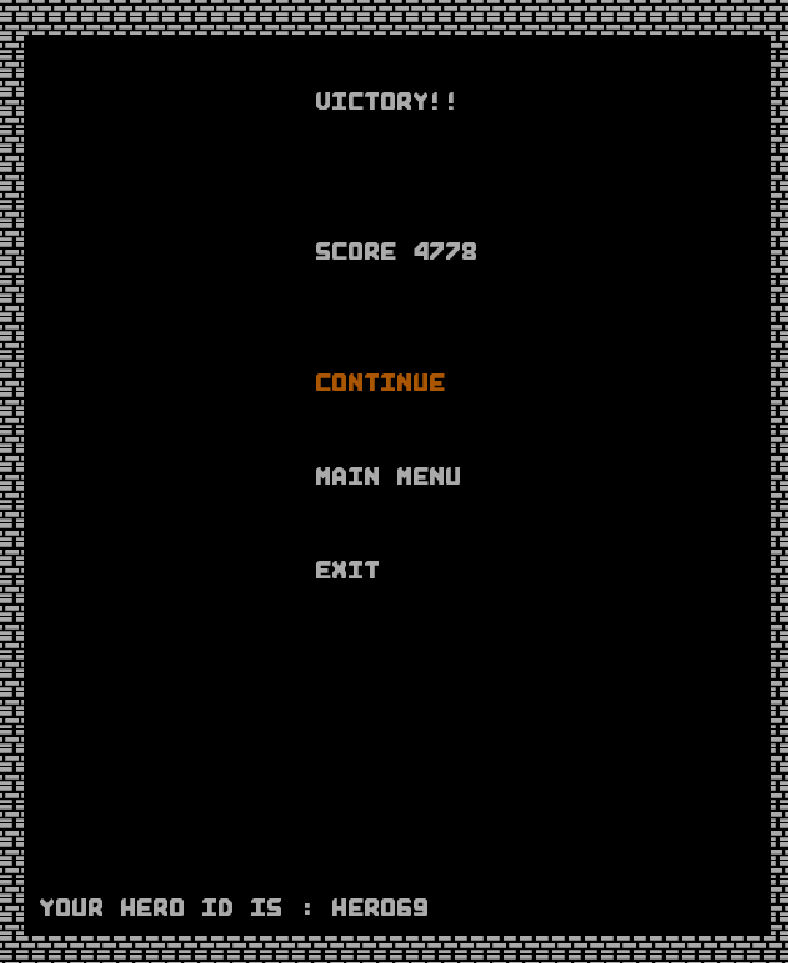 VICTORY!!
SCORE 4778
CONTINUE
MAIN MENU
EXIT
YOUR HERO ID IS : HERO69